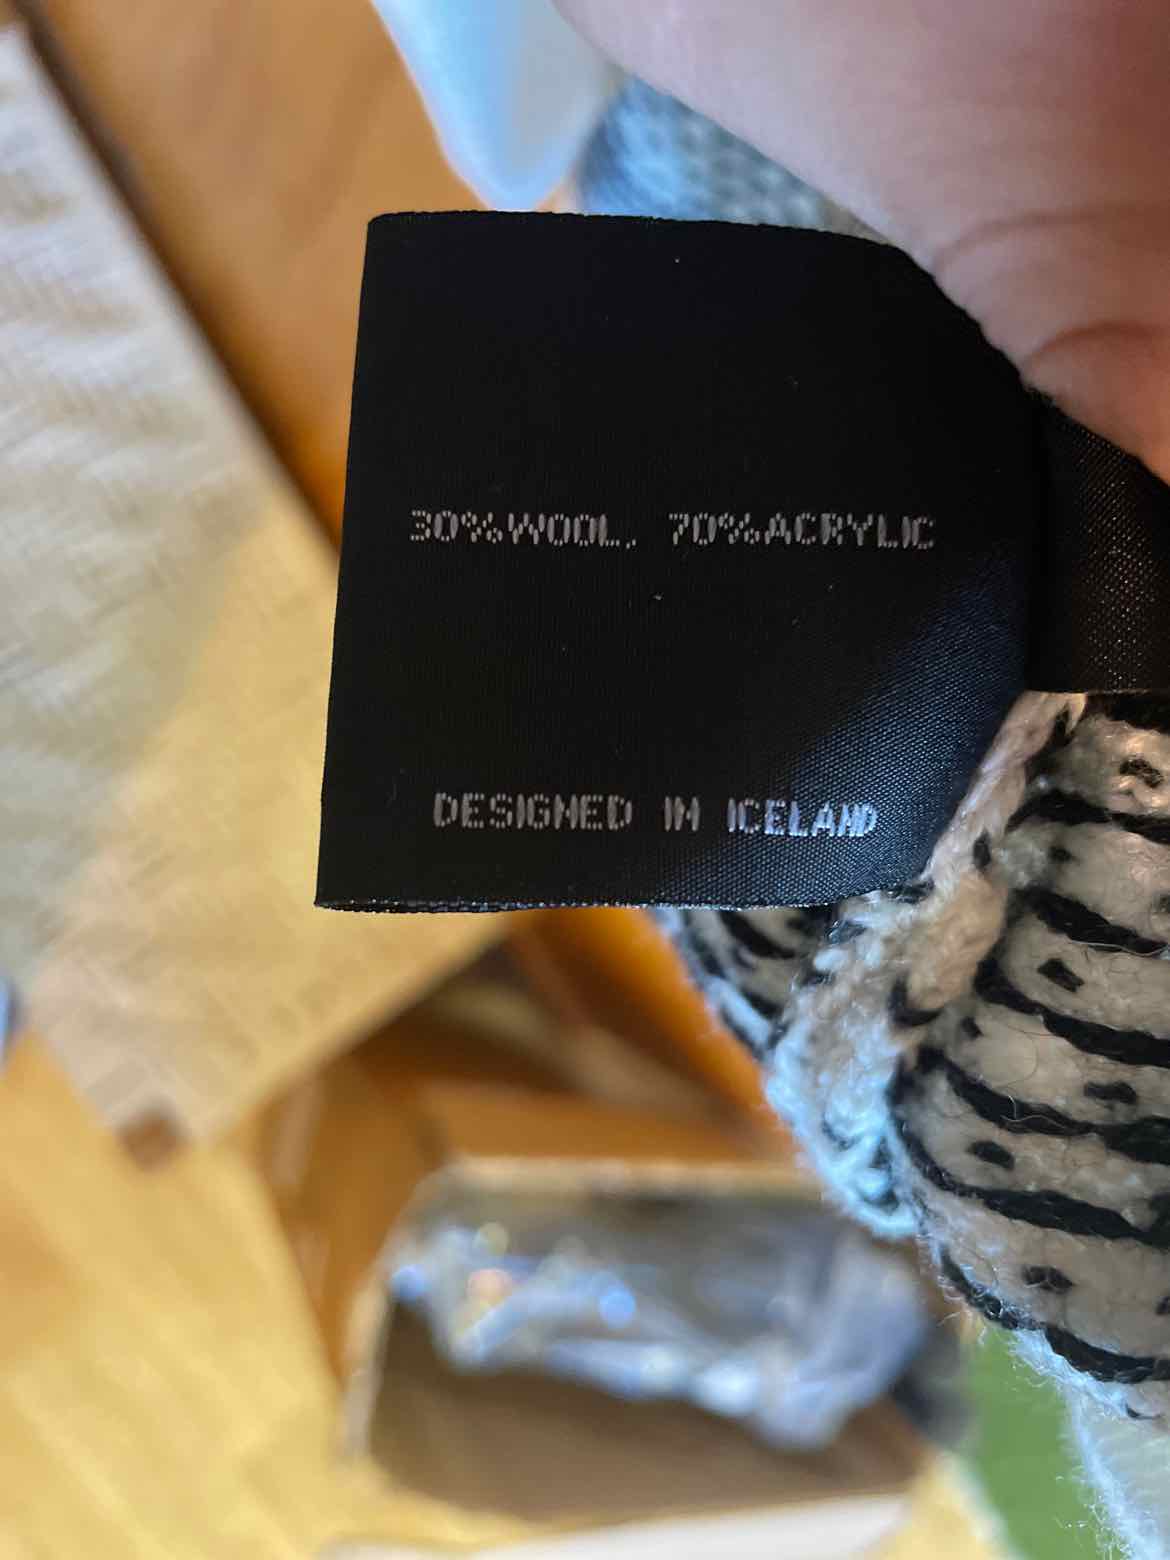 30%WOOL, 70%ACRYLIC
DESIGNED IN ICELAND